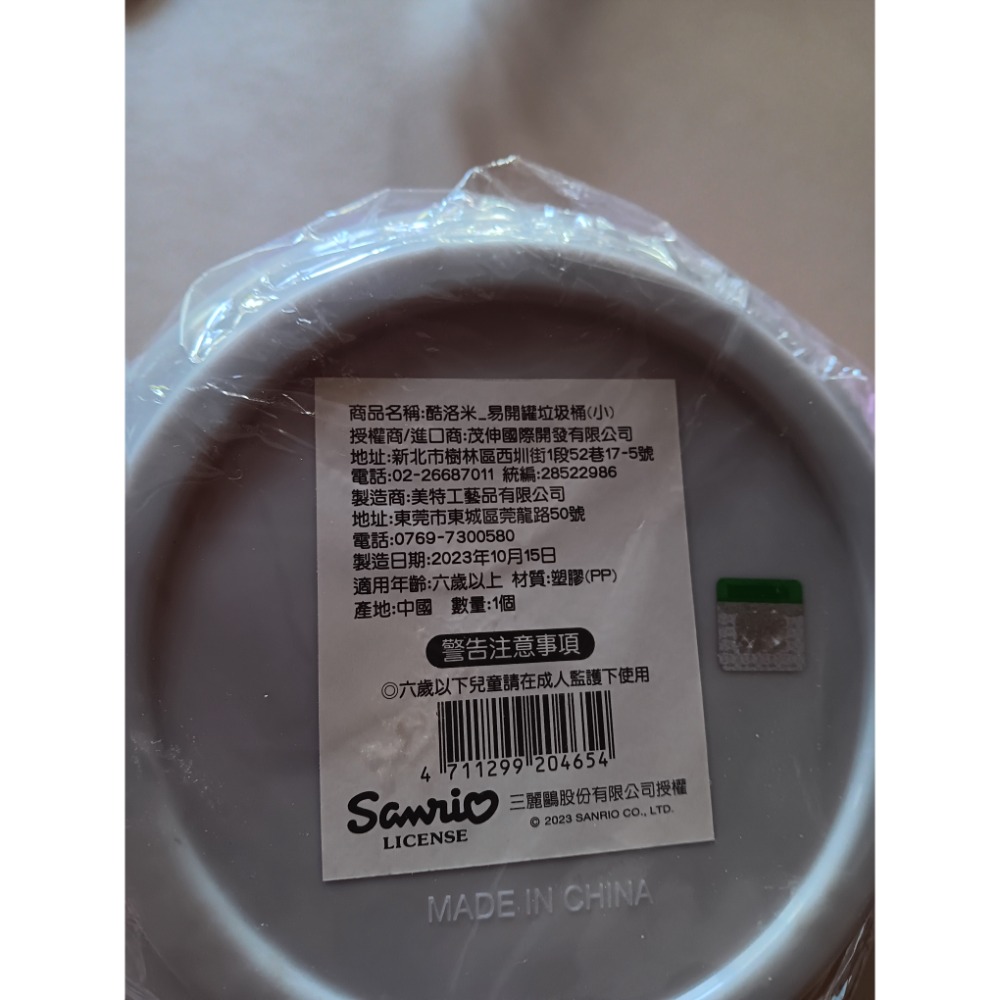 商品名稱:酷洛米_易開罐垃圾桶(小)
授權商/進口商:茂伸國際開發有限公司
地址:新北市樹林區西圳街1段52巷17-5號
電話:02-26687011 統編:28522986
製造商:美特工藝品有限公司
地址:東莞市東城區莞龍路50號
電話:0769-7300580
製造日期:2023年10月15日
適用年齡:六歲以上 材質:塑膠(PP)
產地:中國 數量:1個
警告注意事項
◎六歲以下兒童請在成人監護下使用
4 711299 204654
Sanrio 三麗鷗股份有限公司授權
LICENSE © 2023 SANRIO CO., LTD.
MADE IN CHINA